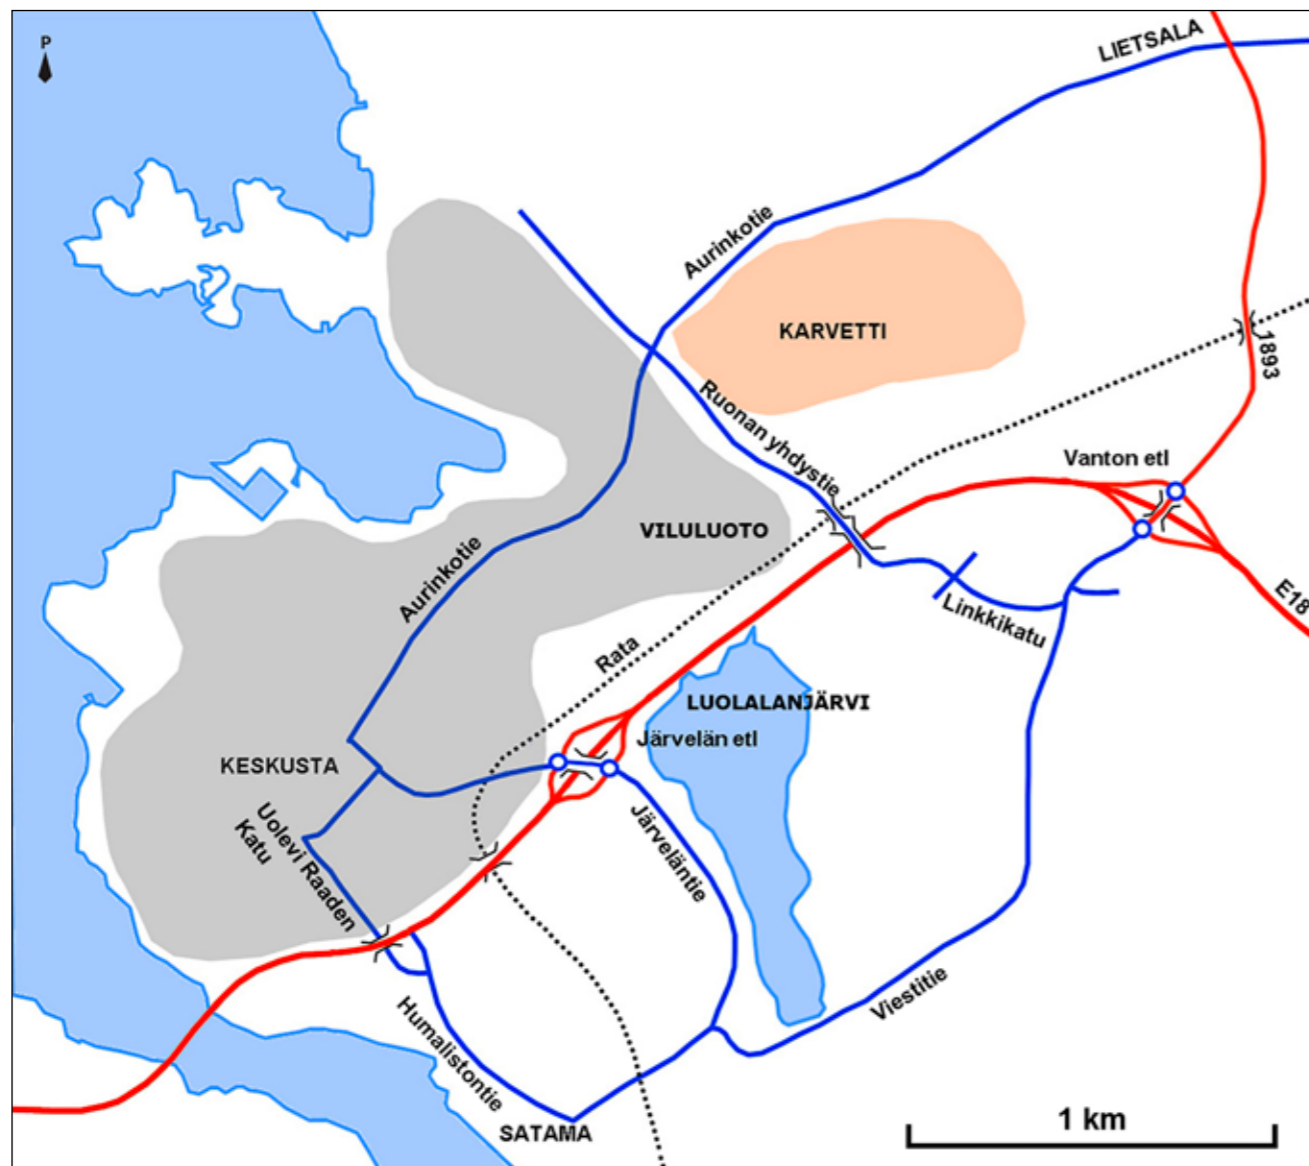 P
LIETSALA
Aurinkotie
KARVETTI
1893
Ruonan yhdystie
Vanton etl
VILULUOTO
Aurinkotie
E18
Linkkikatu
Rata
LUOLALANJÄRVI
Järvelän etl
KESKUSTA
Uolevi Raaden
Katu
Järveläntie
Viestitie
Humalistontie
SATAMA
1 km